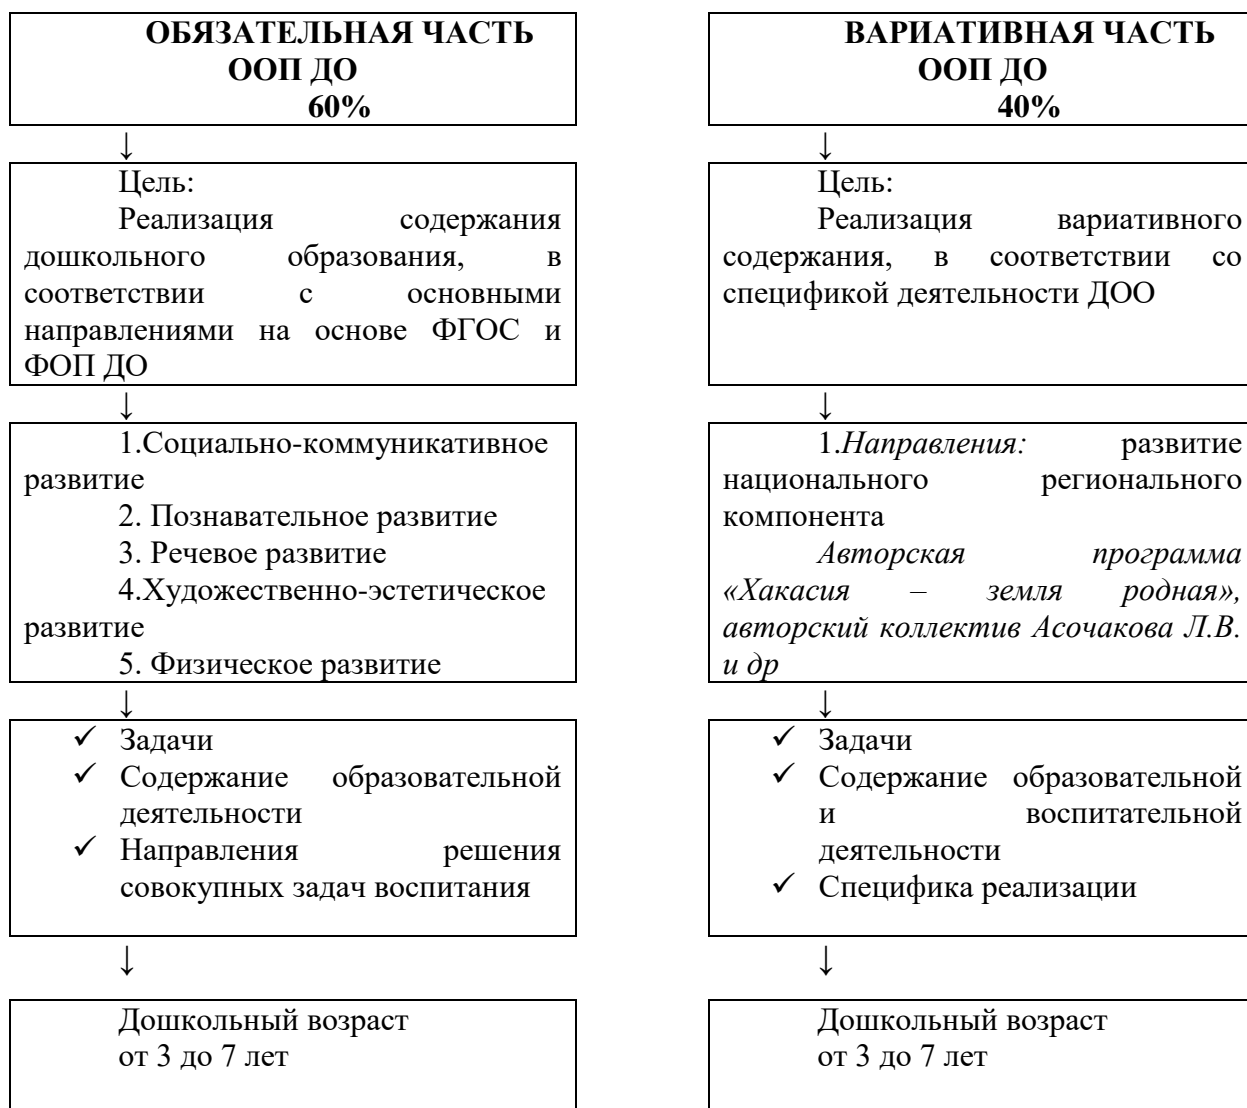 ОБЯЗАТЕЛЬНАЯ ЧАСТЬ
ООП ДО
60%
↓
Цель:
Реализация содержания
дошкольного образования, в
соответствии с основными
направлениями на основе ФГОС и
ФОП ДО
↓
1.Социально-коммуникативное
развитие
2. Познавательное развитие
3. Речевое развитие
4.Художественно-эстетическое
развитие
5. Физическое развитие
↓
✓ Задачи
✓ Содержание образовательной
деятельности
✓ Направления решения
совокупных задач воспитания
↓
Дошкольный возраст
от 3 до 7 лет
ВАРИАТИВНАЯ ЧАСТЬ
ООП ДО
40%
↓
Цель:
Реализация вариативного
содержания, в соответствии со
спецификой деятельности ДОО
↓
1.Направления: развитие
национального регионального
компонента
Авторская программа
«Хакасия – земля родная»,
авторский коллектив Асочакова Л.В.
и др
↓
✓ Задачи
✓ Содержание образовательной
и воспитательной
деятельности
✓ Специфика реализации
↓
Дошкольный возраст
от 3 до 7 лет